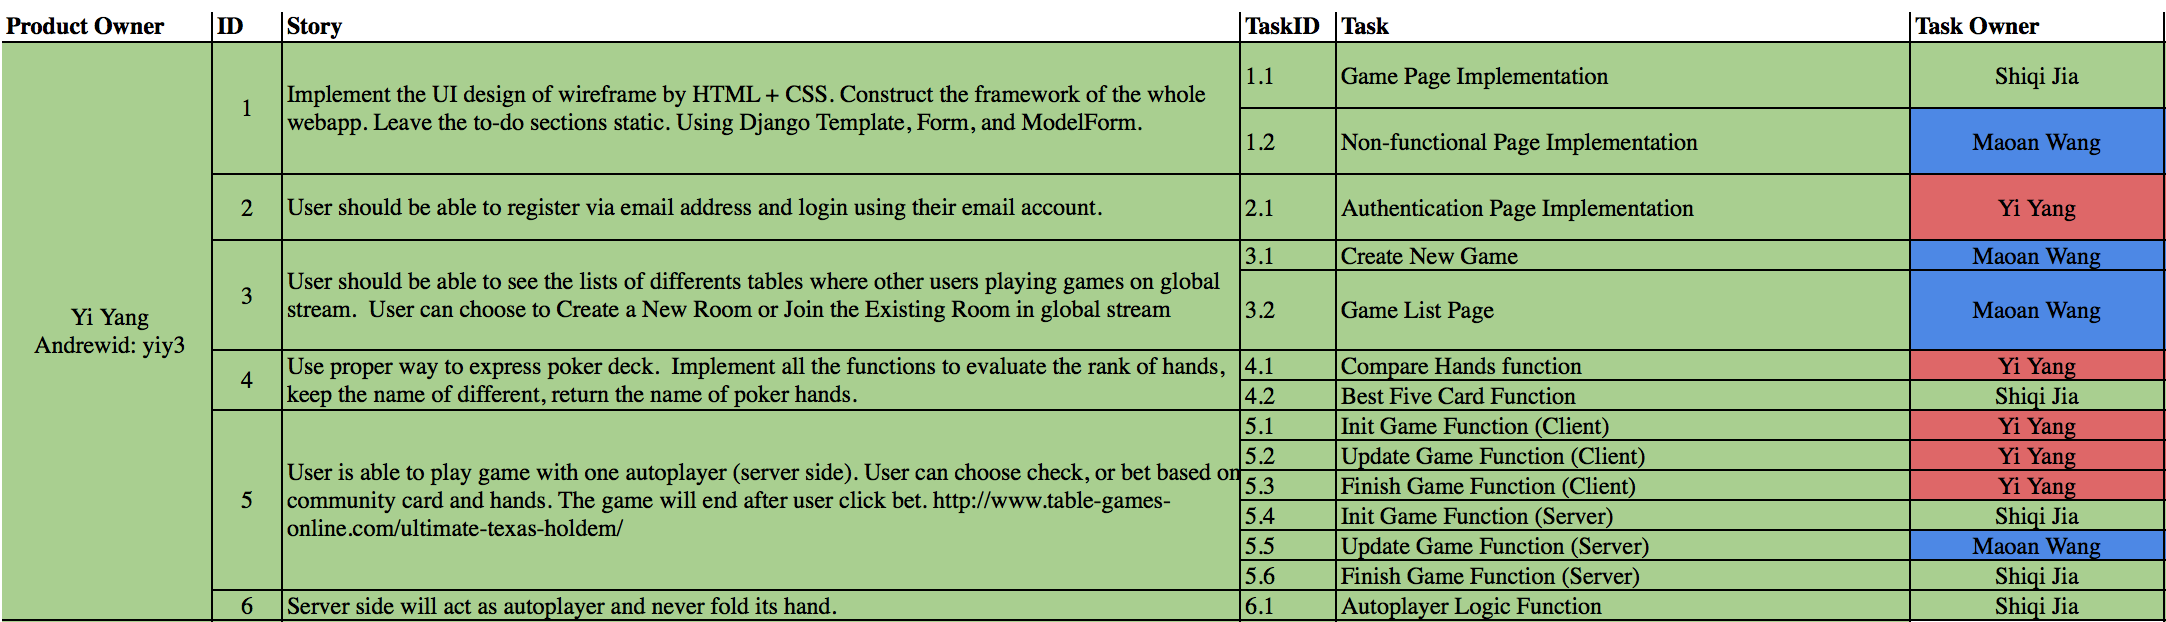 Product Owner ID Story TaskID Task Task Owner
Yi Yang
Andrewid: yiy3
1 Implement the UI design of wireframe by HTML + CSS. Construct the framework of the whole
webapp. Leave the to-do sections static. Using Django Template, Form, and ModelForm.
1.1 Game Page Implementation Shiqi Jia
1.2 Non-functional Page Implementation Maoan Wang
2 User should be able to register via email address and login using their email account. 2.1 Authentication Page Implementation Yi Yang
3 User should be able to see the lists of differents tables where other users playing games on global
stream.  User can choose to Create a New Room or Join the Existing Room in global stream
3.1 Create New Game Maoan Wang
3.2 Game List Page Maoan Wang
4 Use proper way to express poker deck.  Implement all the functions to evaluate the rank of hands,
keep the name of different, return the name of poker hands.
4.1 Compare Hands function Yi Yang
4.2 Best Five Card Function Shiqi Jia
5 User is able to play game with one autoplayer (server side). User can choose check, or bet based on
community card and hands. The game will end after user click bet. http://www.table-games-
online.com/ultimate-texas-holdem/
5.1 Init Game Function (Client) Yi Yang
5.2 Update Game Function (Client) Yi Yang
5.3 Finish Game Function (Client) Yi Yang
5.4 Init Game Function (Server) Shiqi Jia
5.5 Update Game Function (Server) Maoan Wang
5.6 Finish Game Function (Server) Shiqi Jia
6 Server side will act as autoplayer and never fold its hand. 6.1 Autoplayer Logic Function Shiqi Jia